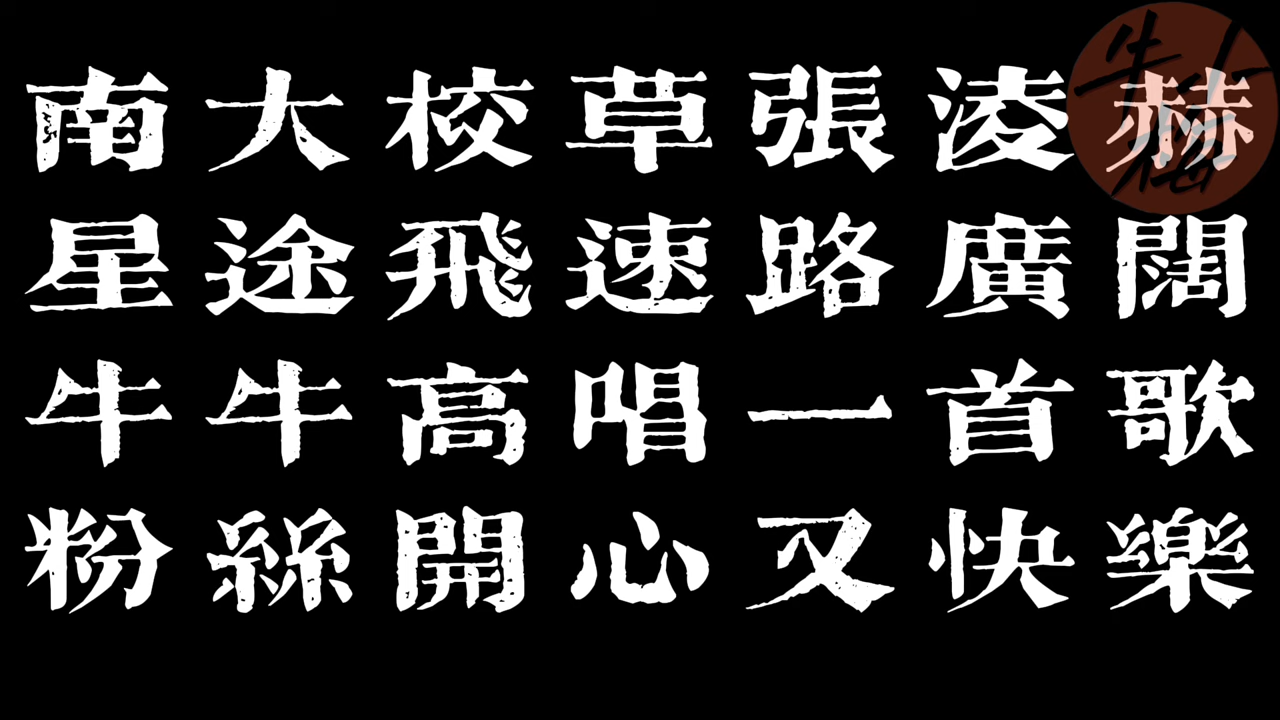 南大校草張淩赫
星途飛速路廣闊
牛牛高唱一首歌
粉絲開心又快樂